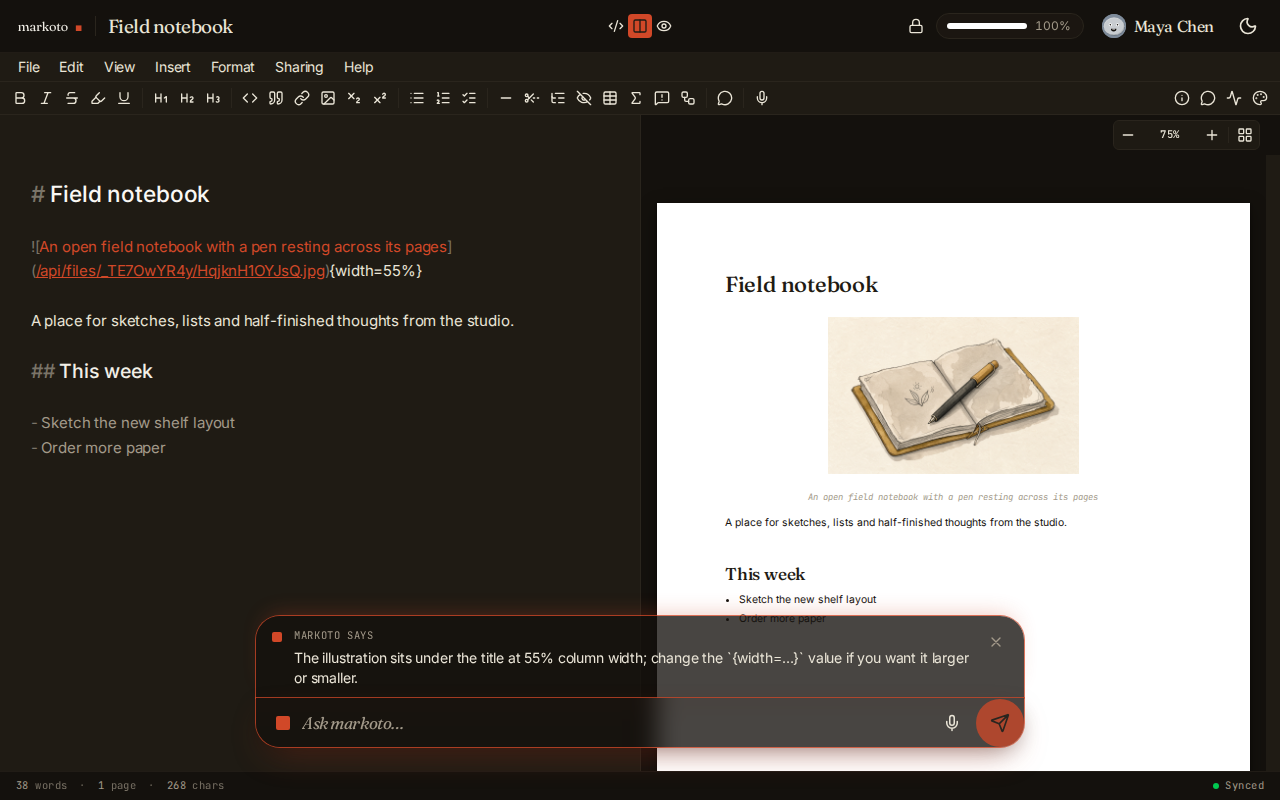 markoto
Field notebook
100%
Maya Chen
File Edit View Insert Format Sharing Help
B I S U H1 H2 H3 X2 x² Σ
75%
# Field notebook
![An open field notebook with a pen resting across its pages]
(/api/files/_TE7OwYR4y/HqjknH1OYJsQ.jpg){width=55%}
A place for sketches, lists and half-finished thoughts from the studio.
## This week
- Sketch the new shelf layout
- Order more paper
Field notebook
An open field notebook with a pen resting across its pages
A place for sketches, lists and half-finished thoughts from the studio.
This week
• Sketch the new shelf layout
• Order more paper
MARKOTO SAYS
The illustration sits under the title at 55% column width; change the `{width=…}` value if you want it larger
or smaller.
Ask markoto…
38 words · 1 page · 268 chars
Synced